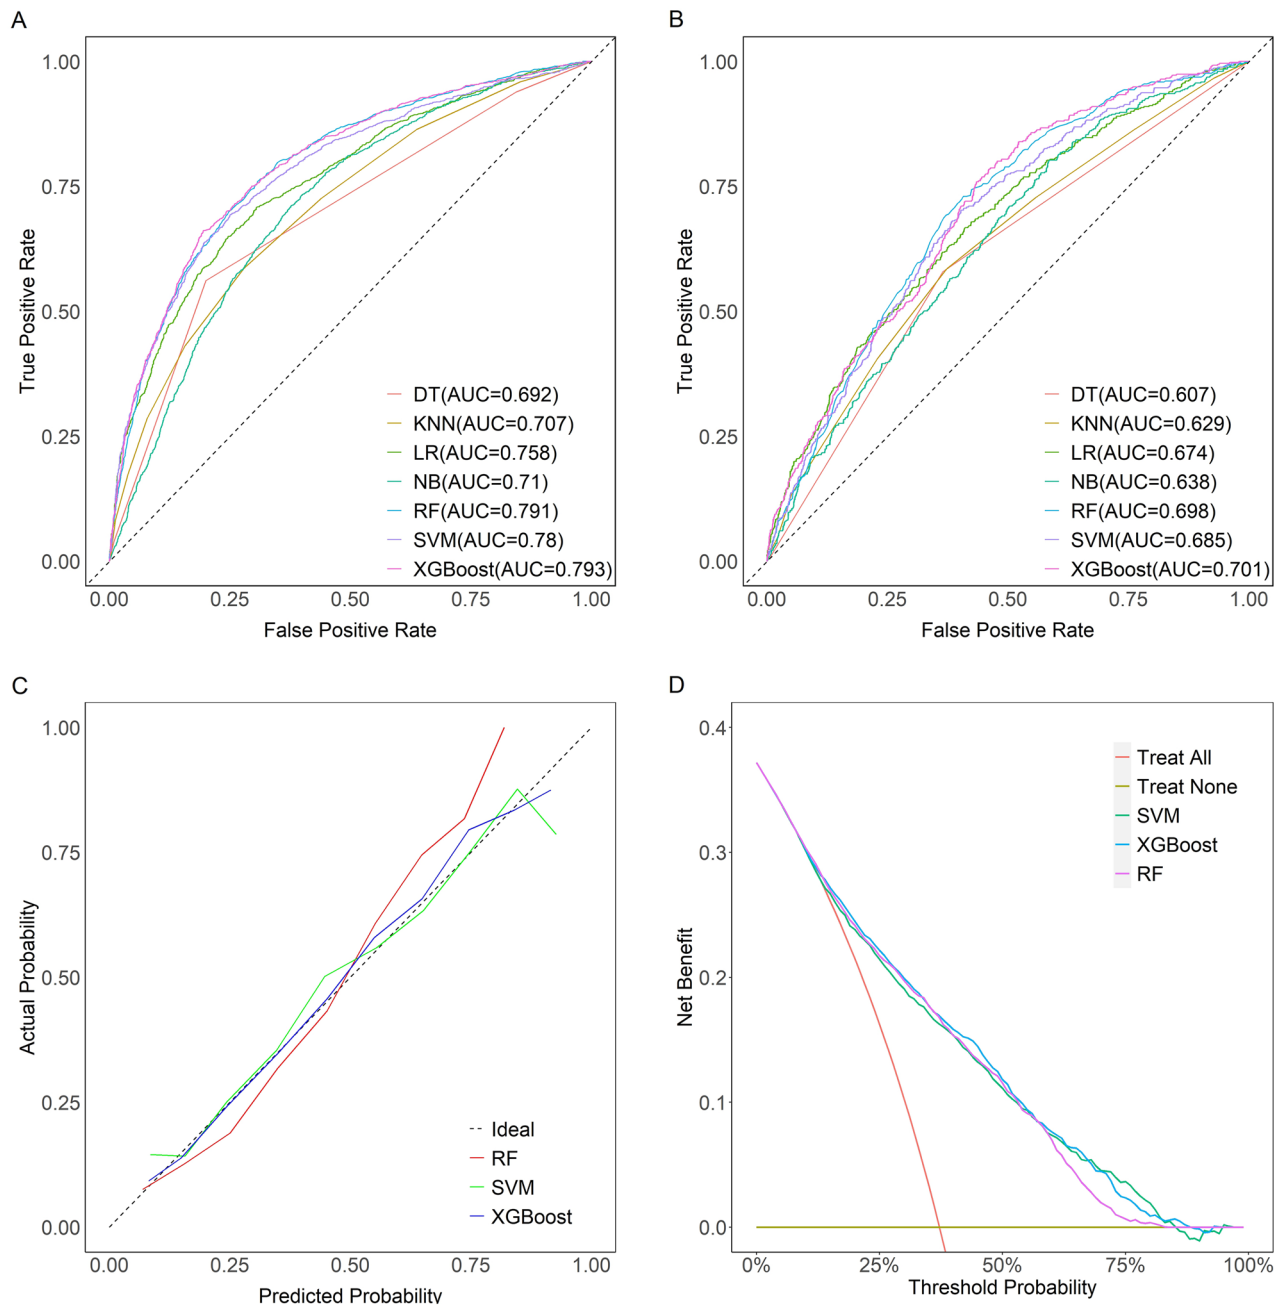 A
1.00
0.75
0.50
0.25
0.00
True Positive Rate
DT(AUC=0.692)
KNN(AUC=0.707)
LR(AUC=0.758)
NB(AUC=0.71)
RF(AUC=0.791)
SVM(AUC=0.78)
XGBoost(AUC=0.793)
0.00 0.25 0.50 0.75 1.00
False Positive Rate
B
1.00
0.75
0.50
0.25
0.00
True Positive Rate
DT(AUC=0.607)
KNN(AUC=0.629)
LR(AUC=0.674)
NB(AUC=0.638)
RF(AUC=0.698)
SVM(AUC=0.685)
XGBoost(AUC=0.701)
0.00 0.25 0.50 0.75 1.00
False Positive Rate
C
1.00
0.75
0.50
0.25
0.00
Actual Probability
Ideal
RF
SVM
XGBoost
0.00 0.25 0.50 0.75 1.00
Predicted Probability
D
0.4
0.3
0.2
0.1
0.0
Net Benefit
Treat All
Treat None
SVM
XGBoost
RF
0% 25% 50% 75% 100%
Threshold Probability